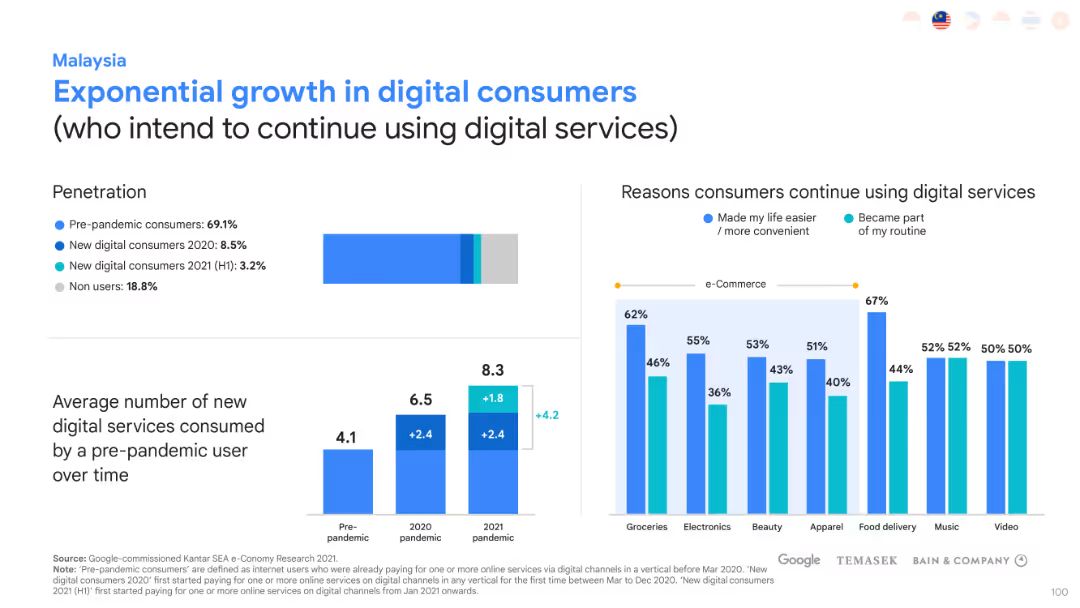 Malaysia
Exponential growth in digital consumers
(who intend to continue using digital services)
Penetration
Pre-pandemic consumers: 69.1%
New digital consumers 2020: 8.5%
New digital consumers 2021 (H1): 3.2%
Non users: 18.8%
Average number of new
digital services consumed
by a pre-pandemic user
over time
4.1
6.5
+2.4
8.3
+1.8
+2.4
+4.2
Pre-
pandemic
2020
pandemic
2021
pandemic
Reasons consumers continue using digital services
Made my life easier
/ more convenient
Became part
of my routine
e-Commerce
62%
46%
55%
36%
53%
43%
51%
40%
67%
44%
52% 52%
50% 50%
Groceries
Electronics
Beauty
Apparel
Food delivery
Music
Video
Source: Google-commissioned Kantar SEA e-Conomy Research 2021.
Note: 'Pre-pandemic consumers' are defined as internet users who were already paying for one or more online services via digital channels in a vertical before Mar 2020. 'New
digital consumers 2020' first started paying for one or more online services on digital channels in any vertical for the first time between Mar to Dec 2020. 'New digital consumers
2021 (H1)' first started paying for one or more online services on digital channels from Jan 2021 onwards.
Google
TEMASEK
BAIN & COMPANY
100